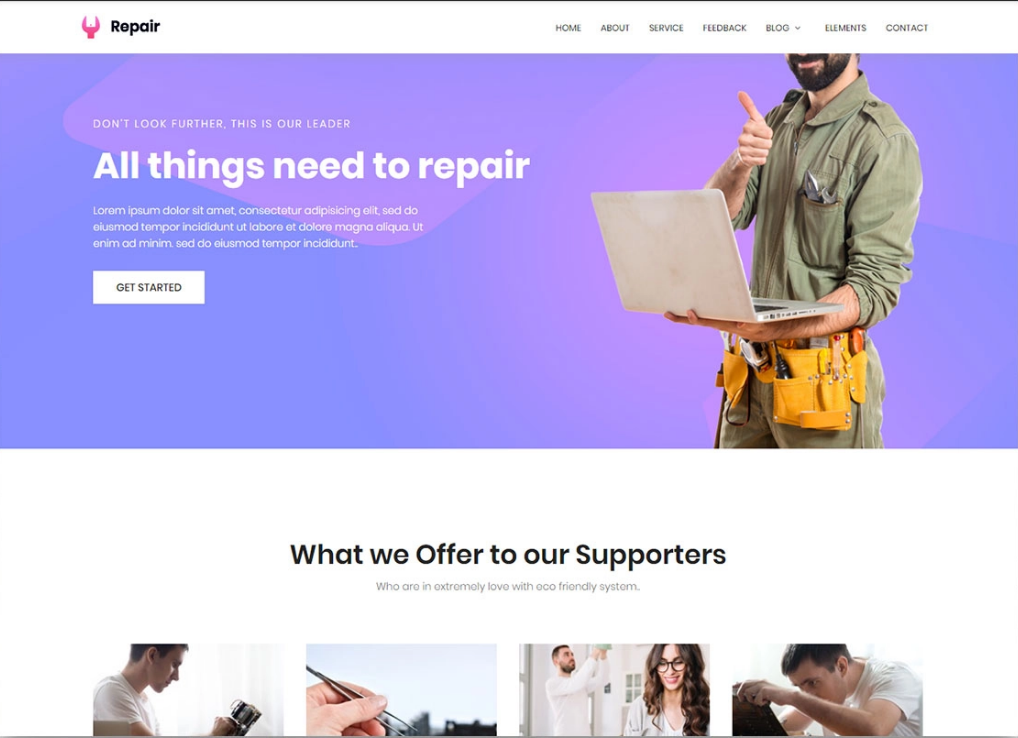 Repair
HOME ABOUT SERVICE FEEDBACK BLOG ELEMENTS CONTACT
DON'T LOOK FURTHER, THIS IS OUR LEADER
All things need to repair
Lorem ipsum dolor sit amet, consectetur adipisicing elit, sed do
eiusmod tempor incididunt ut labore et dolore magna aliqua. Ut
enim ad minim. sed do eiusmod tempor incididunt..
GET STARTED
What we Offer to our Supporters
Who are in extremely love with eco friendly system..